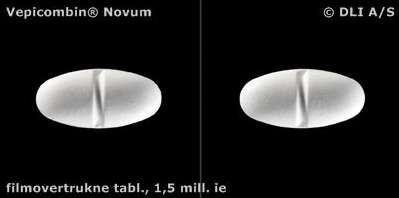 Vepicombin® Novum
© DLI A/S
filmovertrukne tabl., 1,5 mill. ie